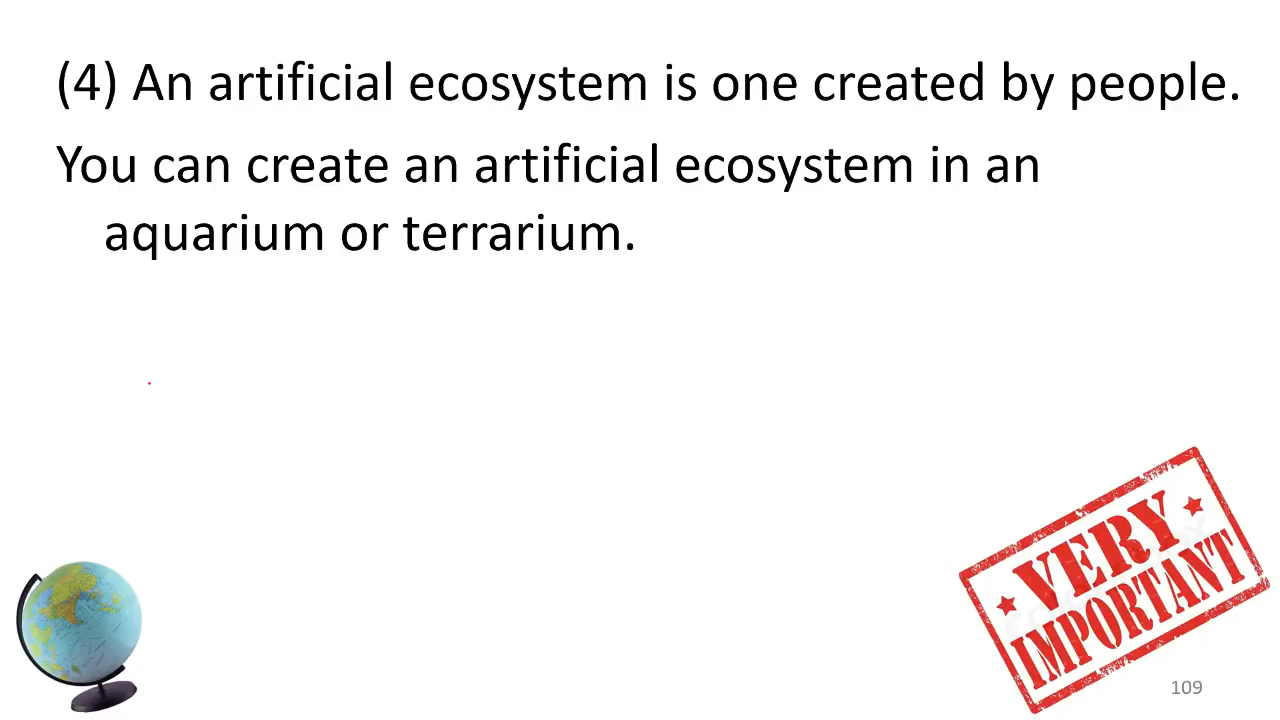 (4) An artificial ecosystem is one created by people.
You can create an artificial ecosystem in an
aquarium or terrarium.
VERY
IMPORTANT
109